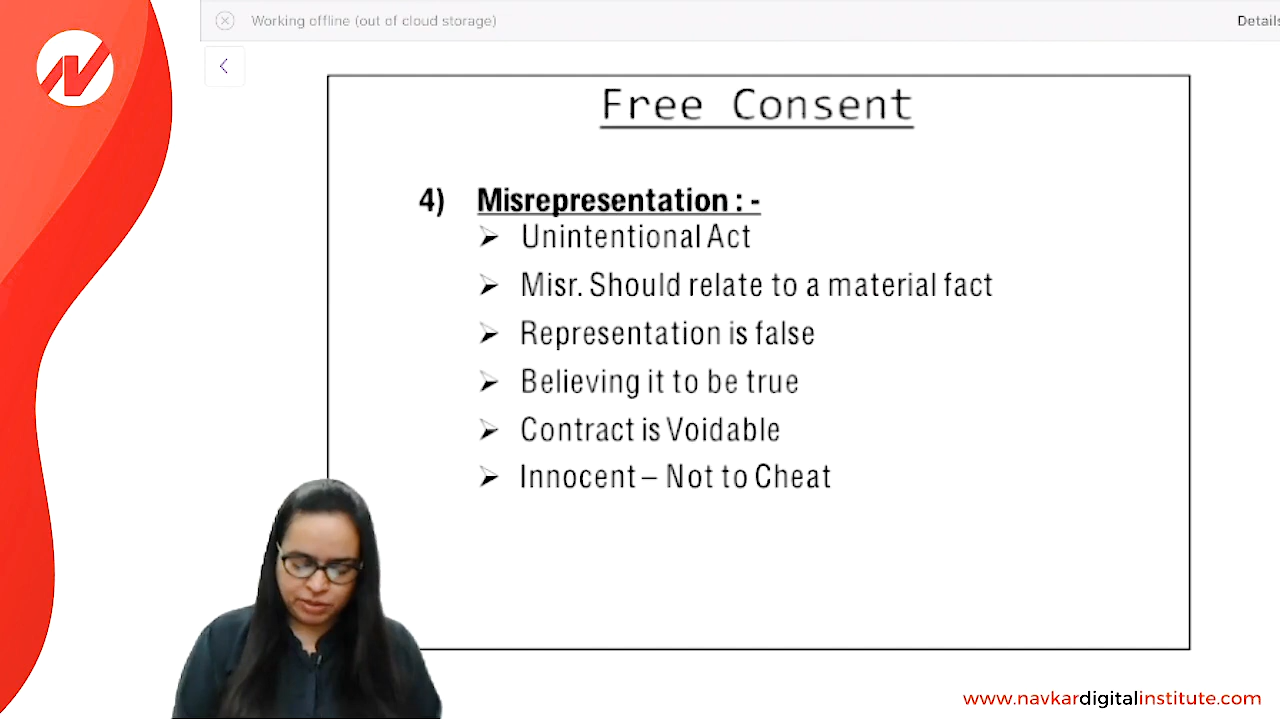 Working offline (out of cloud storage)
Details
Free Consent
4) Misrepresentation : -
➢ Unintentional Act
➢ Misr. Should relate to a material fact
➢ Representation is false
➢ Believing it to be true
➢ Contract is Voidable
➢ Innocent – Not to Cheat
www.navkardigitalinstitute.com